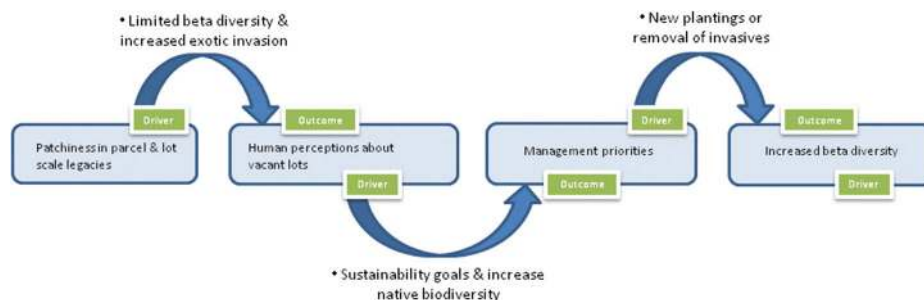 • Limited beta diversity &
increased exotic invasion
• New plantings or
removal of invasives
Driver
Outcome
Driver
Outcome
Patchiness in parcel & lot
scale legacies
Human perceptions about
vacant lots
Management priorities
Increased beta diversity
Driver
Outcome
Driver
• Sustainability goals & increase
native biodiversity